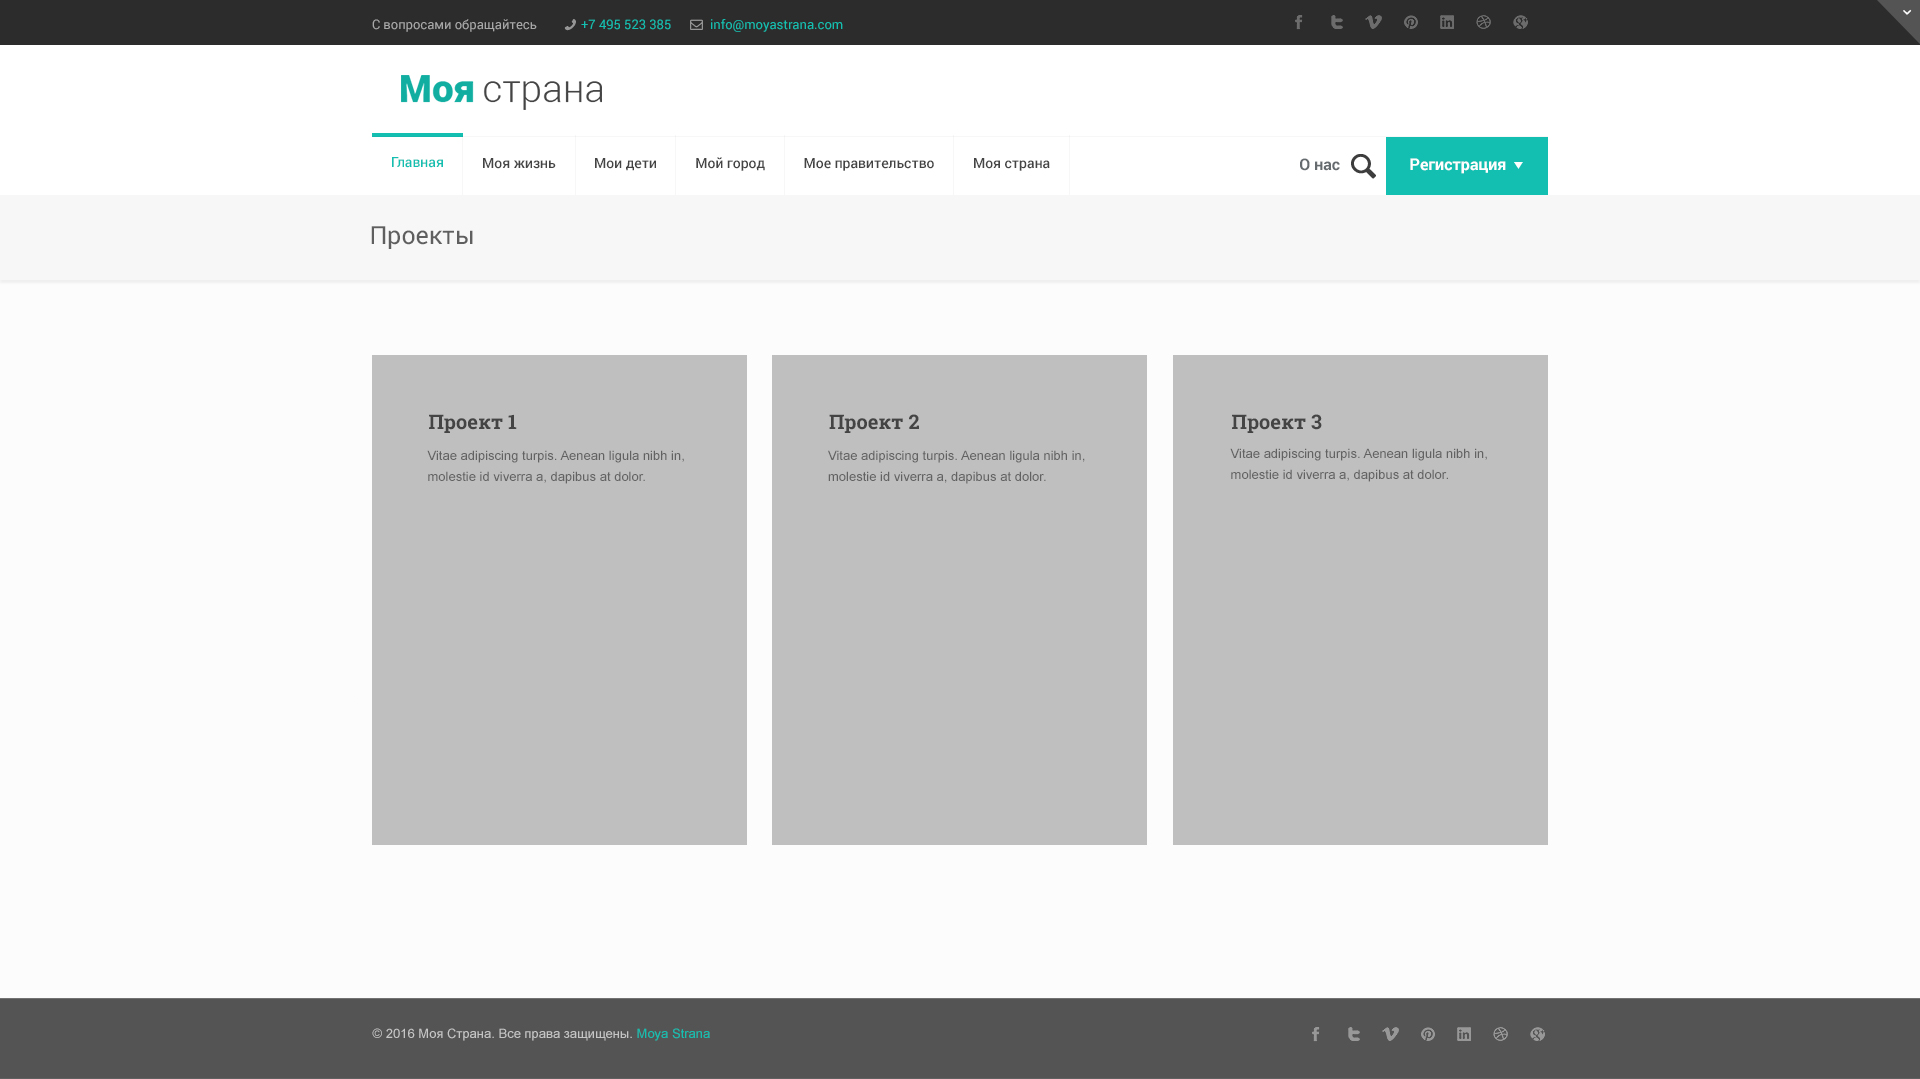 С вопросами обращайтесь +7 495 523 385 info@moyastrana.com
Моя страна
Главная Моя жизнь Мои дети Мой город Мое правительство Моя страна О нас Регистрация
Проекты
Проект 1
Vitae adipiscing turpis. Aenean ligula nibh in,
molestie id viverra a, dapibus at dolor.
Проект 2
Vitae adipiscing turpis. Aenean ligula nibh in,
molestie id viverra a, dapibus at dolor.
Проект 3
Vitae adipiscing turpis. Aenean ligula nibh in,
molestie id viverra a, dapibus at dolor.
© 2016 Моя Страна. Все права защищены. Moya Strana